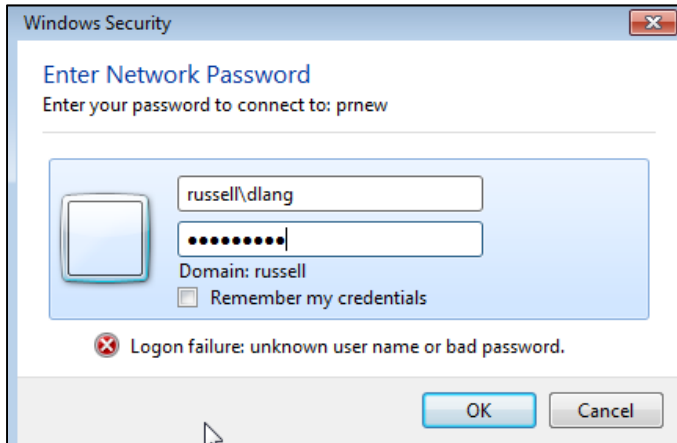 Windows Security
Enter Network Password
Enter your password to connect to: prnew
russell\dlang
●●●●●●●●●
Domain: russell
Remember my credentials
Logon failure: unknown user name or bad password.
OK
Cancel